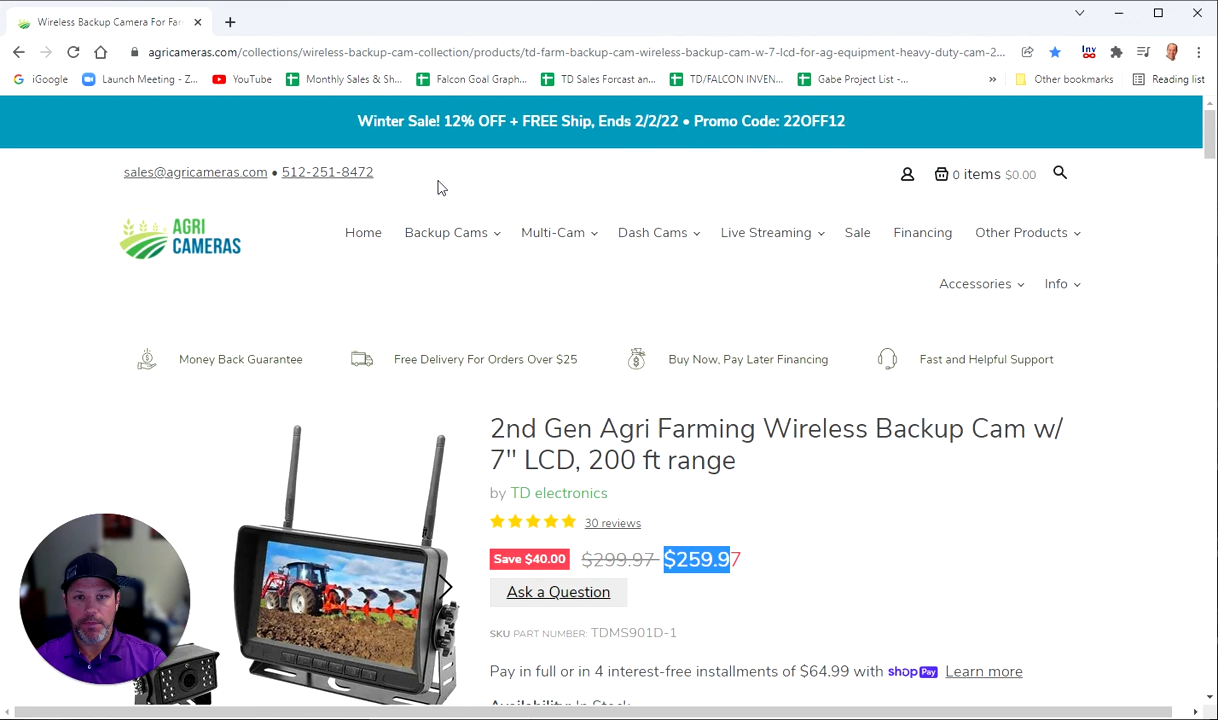 Wireless Backup Camera For Far
agricameras.com/collections/wireless-backup-cam-collection/products/td-farm-backup-cam-wireless-backup-cam-w-7-lcd-for-ag-equipment-heavy-duty-cam-2...
Inv
iGoogle
Launch Meeting - Z...
YouTube
Monthly Sales & Sh...
Falcon Goal Graph...
TD Sales Forcast an...
TD/FALCON INVEN...
Gabe Project List -...
»
Other bookmarks
Reading list
Winter Sale! 12% OFF + FREE Ship, Ends 2/2/22 • Promo Code: 22OFF12
sales@agricameras.com • 512-251-8472
0 items $0.00
AGRI
CAMERAS
Home
Backup Cams
Multi-Cam
Dash Cams
Live Streaming
Sale
Financing
Other Products
Accessories
Info
Money Back Guarantee
Free Delivery For Orders Over $25
Buy Now, Pay Later Financing
Fast and Helpful Support
2nd Gen Agri Farming Wireless Backup Cam w/
7" LCD, 200 ft range
by TD electronics
30 reviews
Save $40.00 $299.97 $259.97
Ask a Question
SKU PART NUMBER: TDMS901D-1
Pay in full or in 4 interest-free installments of $64.99 with shop Pay Learn more
Availability: In Stock